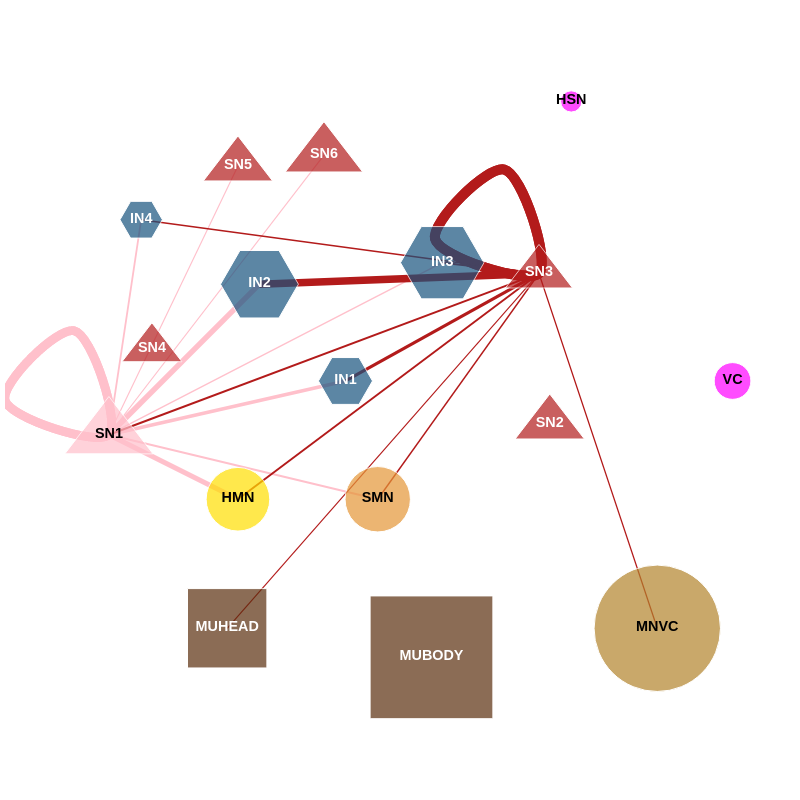 HSN
SN6
SN5
IN4
IN3
SN3
IN2
SN4
IN1
VC
SN2
SN1
HMN
SMN
MUHEAD
MNVC
MUBODY